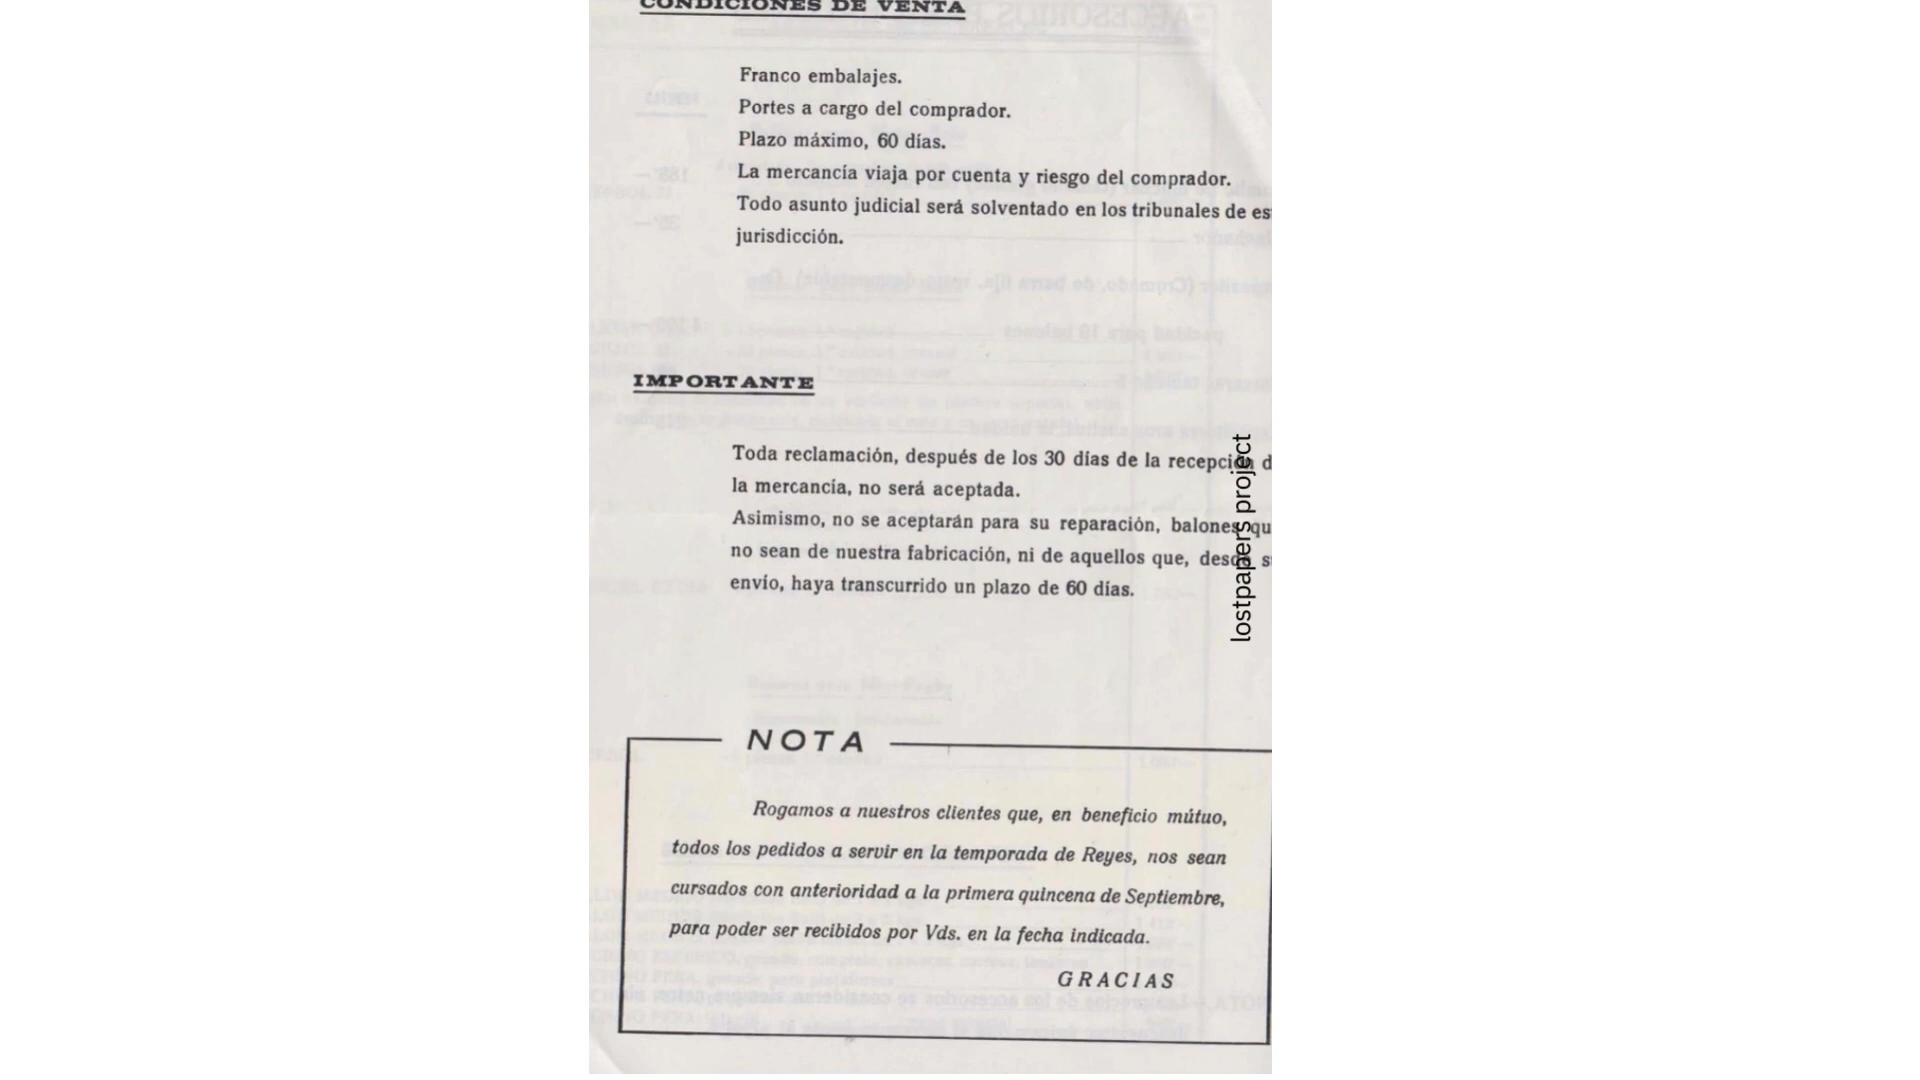 CONDICIONES DE VENTA
Franco embalajes.
Portes a cargo del comprador.
Plazo máximo, 60 días.
La mercancía viaja por cuenta y riesgo del comprador.
Todo asunto judicial será solventado en los tribunales de es
jurisdicción.
IMPORTANTE
Toda reclamación, después de los 30 días de la recepción d
la mercancía, no será aceptada.
Asimismo, no se aceptarán para su reparación, balones qu
no sean de nuestra fabricación, ni de aquellos que, desde s
envío, haya transcurrido un plazo de 60 días.
lostpapers project
NOTA
Rogamos a nuestros clientes que, en beneficio mútuo,
todos los pedidos a servir en la temporada de Reyes, nos sean
cursados con anterioridad a la primera quincena de Septiembre,
para poder ser recibidos por Vds. en la fecha indicada.
GRACIAS